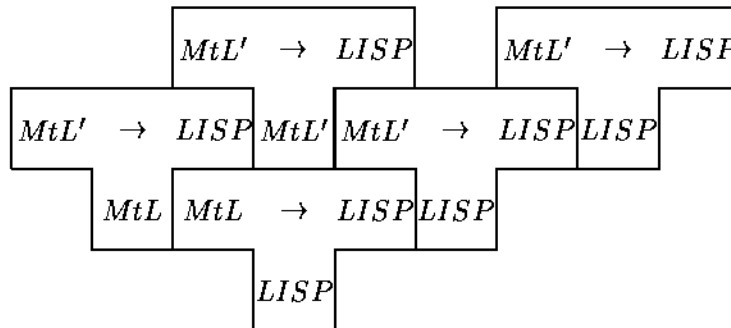 MtL′ → LISP MtL′ → LISP
MtL′ → LISP MtL′ MtL′ → LISP LISP
MtL MtL → LISP LISP
LISP